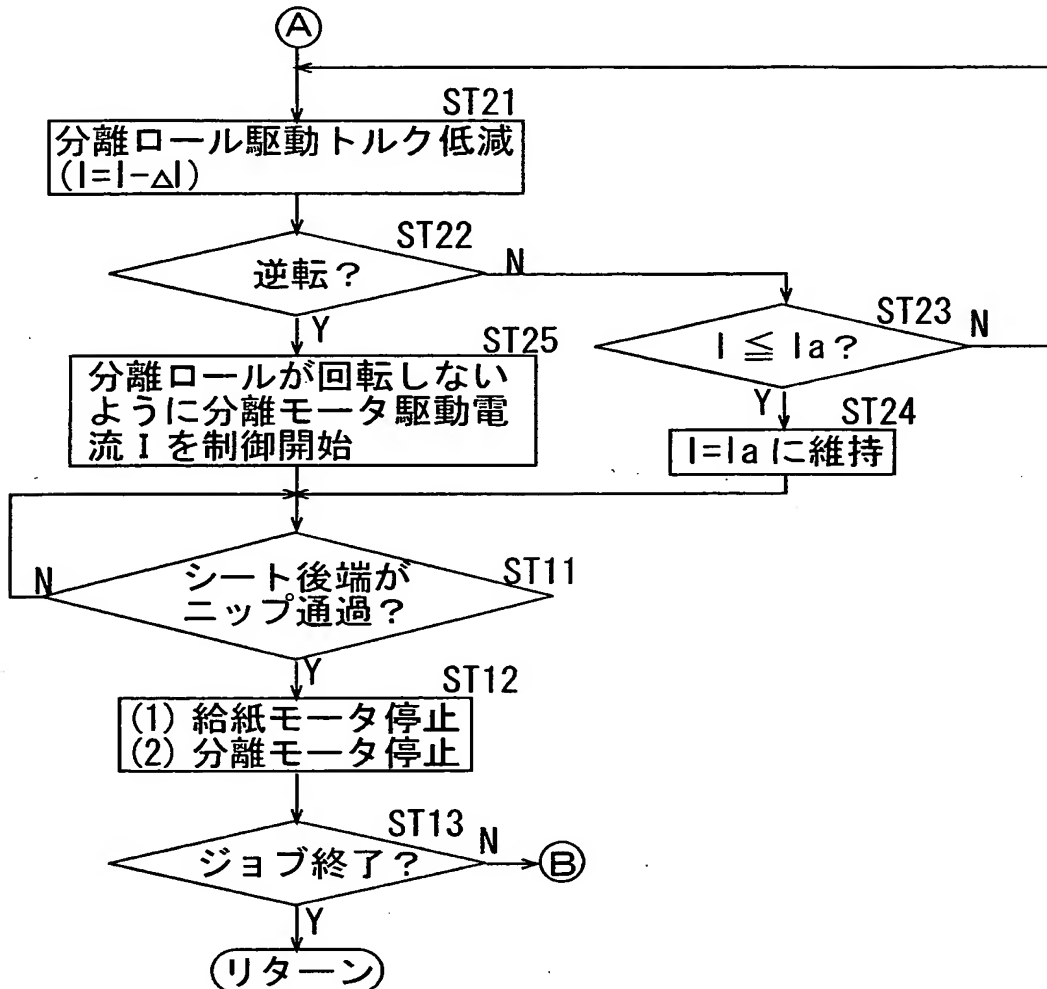 A
ST21
分離ロール駆動トルク低減
(I=I-△I)
ST22
逆転？
N
Y
ST23
I ≦ Ia？
N
Y
ST25
分離ロールが回転しない
ように分離モータ駆動電
流Ｉを制御開始
ST24
I=Iaに維持
ST11
シート後端が
ニップ通過？
N
Y
ST12
(1) 給紙モータ停止
(2) 分離モータ停止
ST13
ジョブ終了？
N
B
Y
リターン